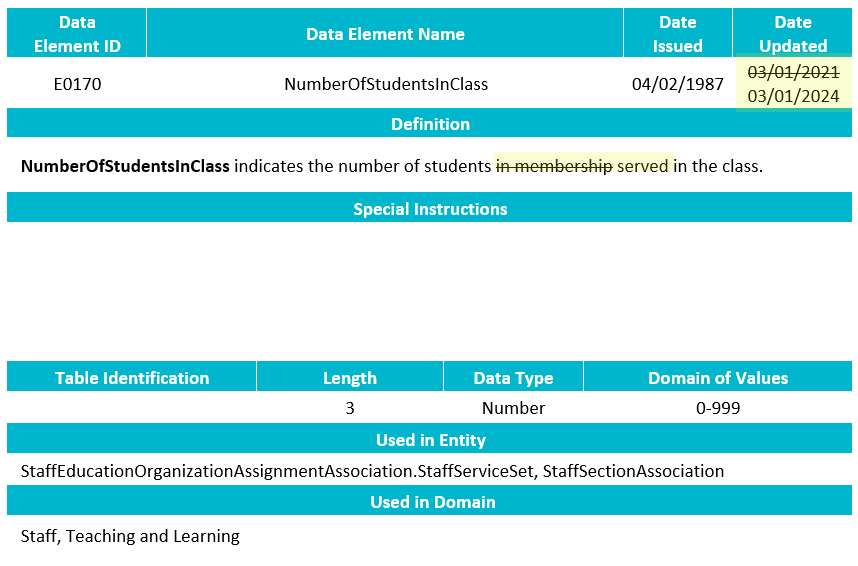 Data Element ID Data Element Name Date Issued Date Updated
E0170 NumberOfStudentsInClass 04/02/1987 03/01/2021
03/01/2024
Definition
NumberOfStudentsInClass indicates the number of students in membership served in the class.
Special Instructions
Table Identification Length Data Type Domain of Values
3 Number 0-999
Used in Entity
StaffEducationOrganizationAssignmentAssociation.StaffServiceSet, StaffSectionAssociation
Used in Domain
Staff, Teaching and Learning